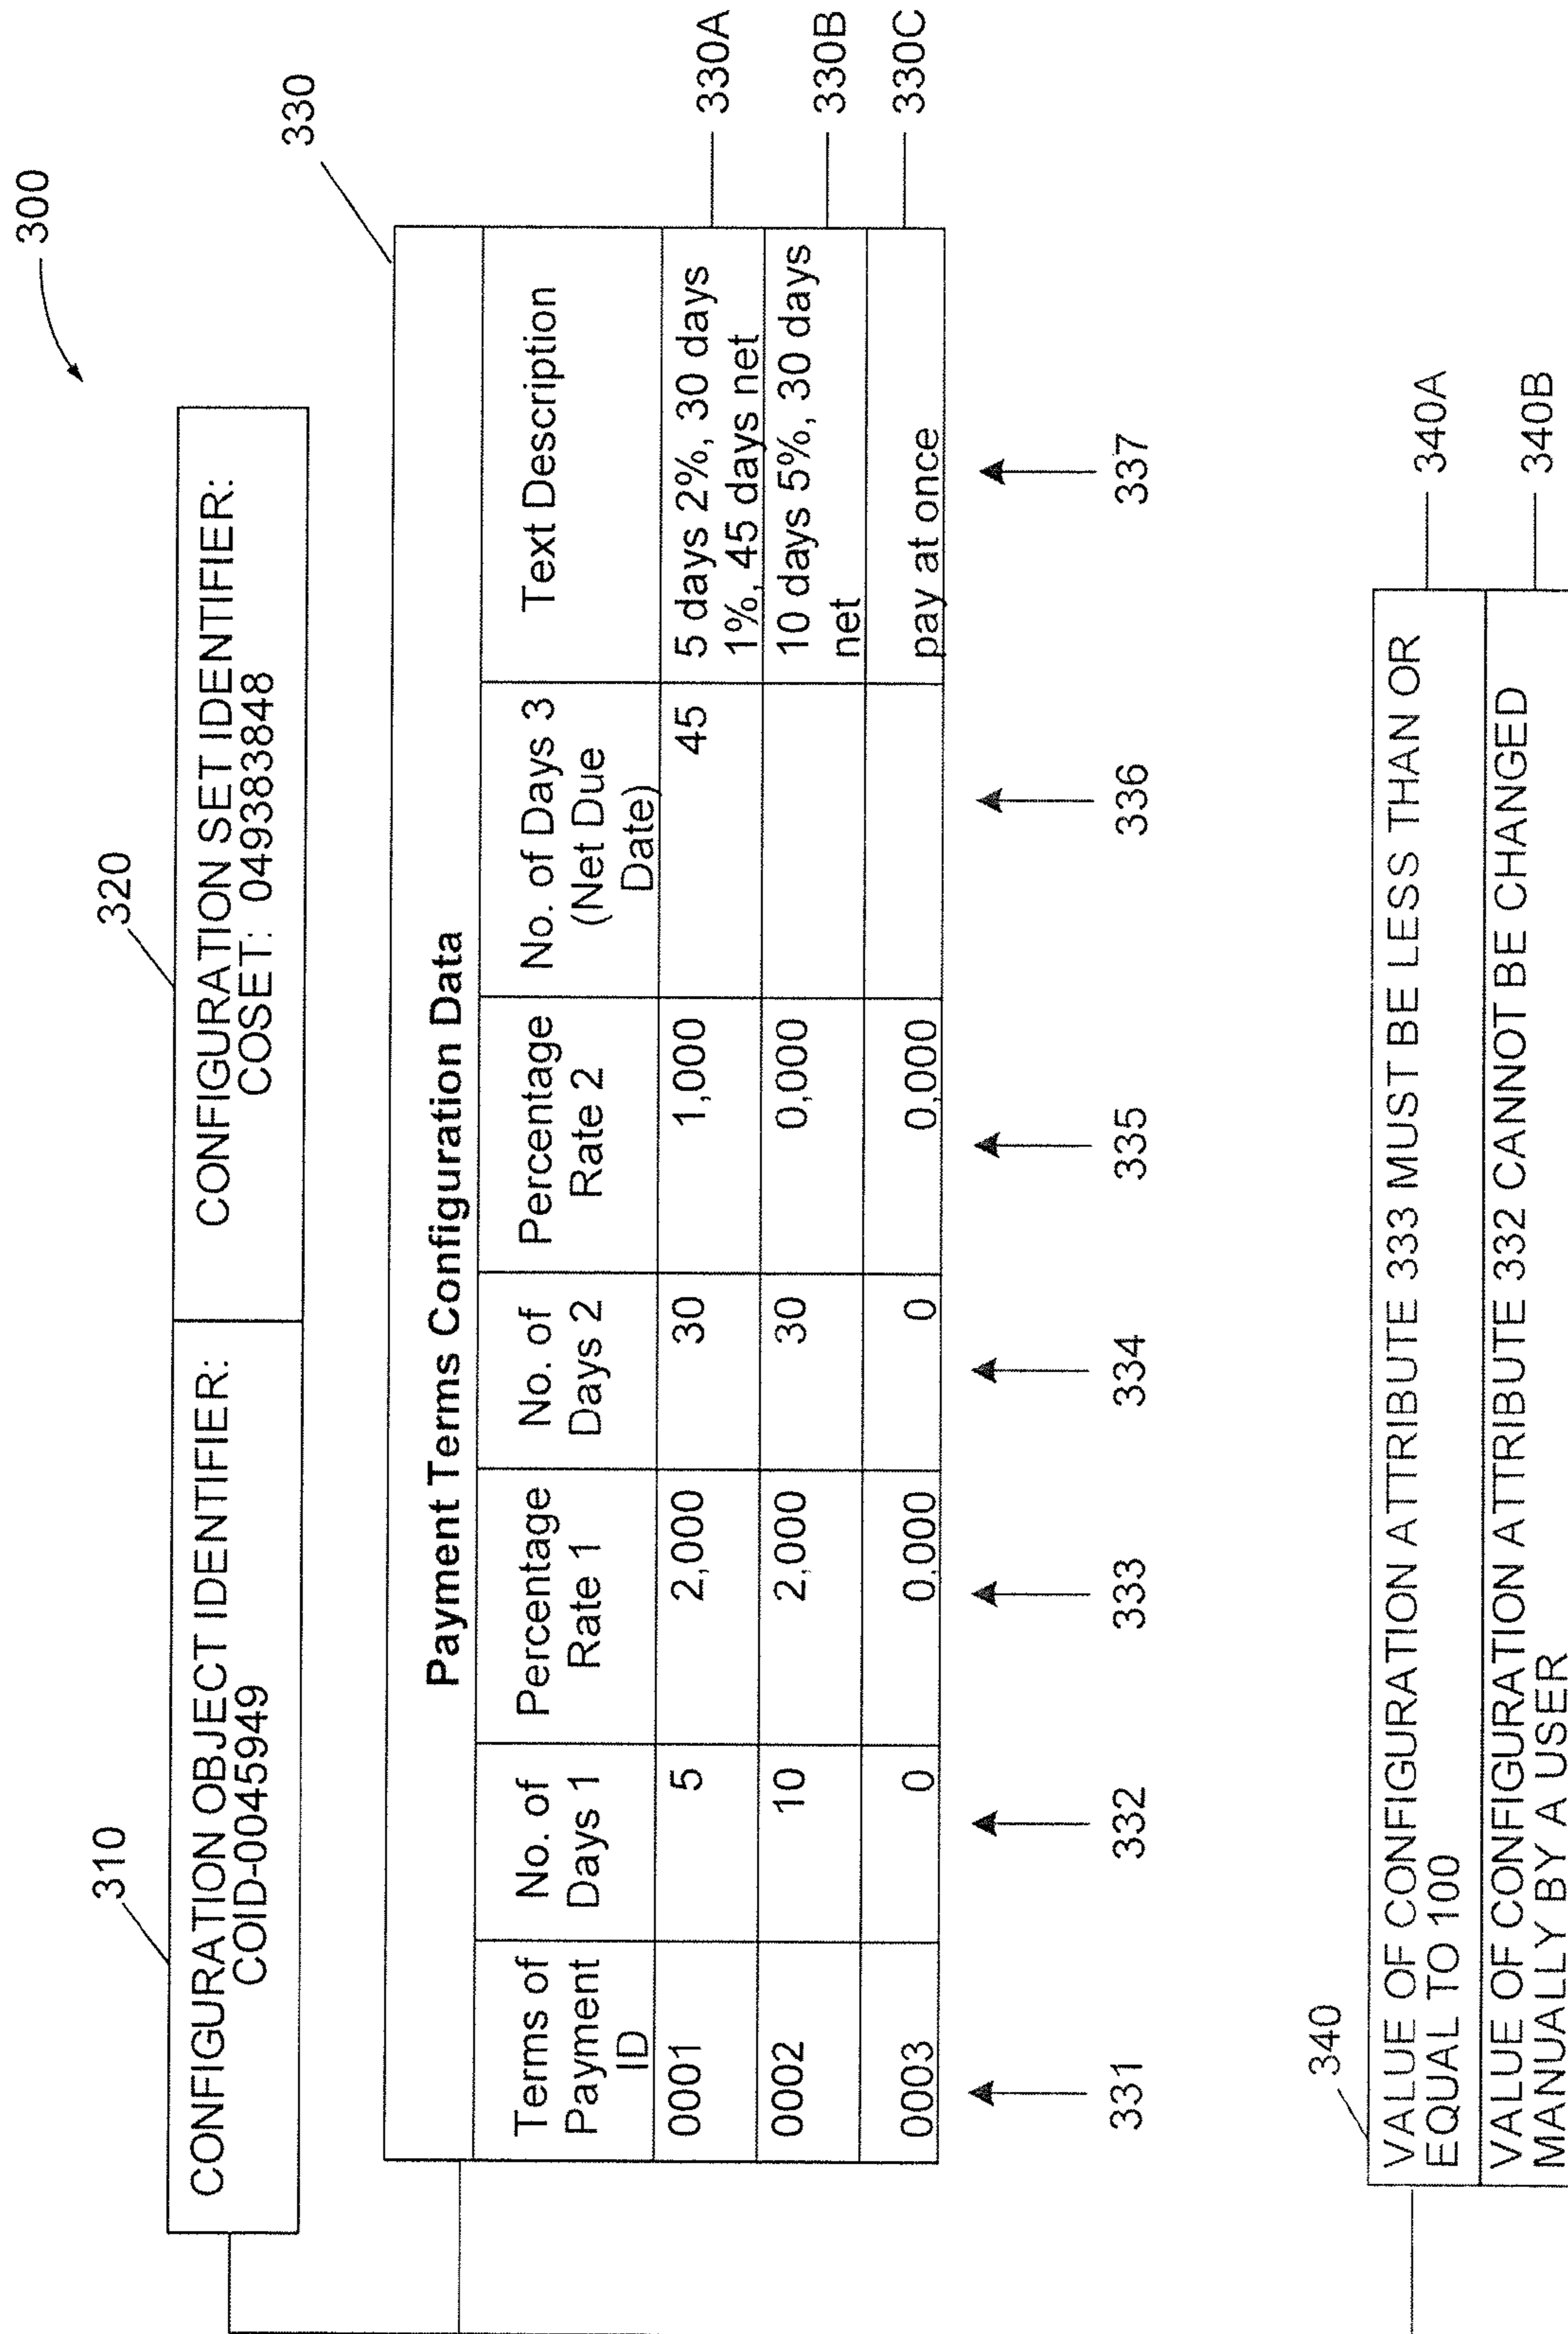 300
310
320
CONFIGURATION OBJECT IDENTIFIER:
COID-0045949
CONFIGURATION SET IDENTIFIER:
COSET: 049383848
330
Payment Terms Configuration Data
Terms of
Payment
ID
No. of
Days 1
Percentage
Rate 1
No. of
Days 2
Percentage
Rate 2
No. of Days 3
(Net Due
Date)
Text Description
0001
5
2,000
30
1,000
45
5 days 2%, 30 days
1%, 45 days net
330A
0002
10
2,000
30
0,000
10 days 5%, 30 days
net
330B
0003
0
0,000
0
0,000
pay at once
330C
331
332
333
334
335
336
337
340
VALUE OF CONFIGURATION ATTRIBUTE 333 MUST BE LESS THAN OR
EQUAL TO 100
340A
VALUE OF CONFIGURATION ATTRIBUTE 332 CANNOT BE CHANGED
MANUALLY BY A USER
340B